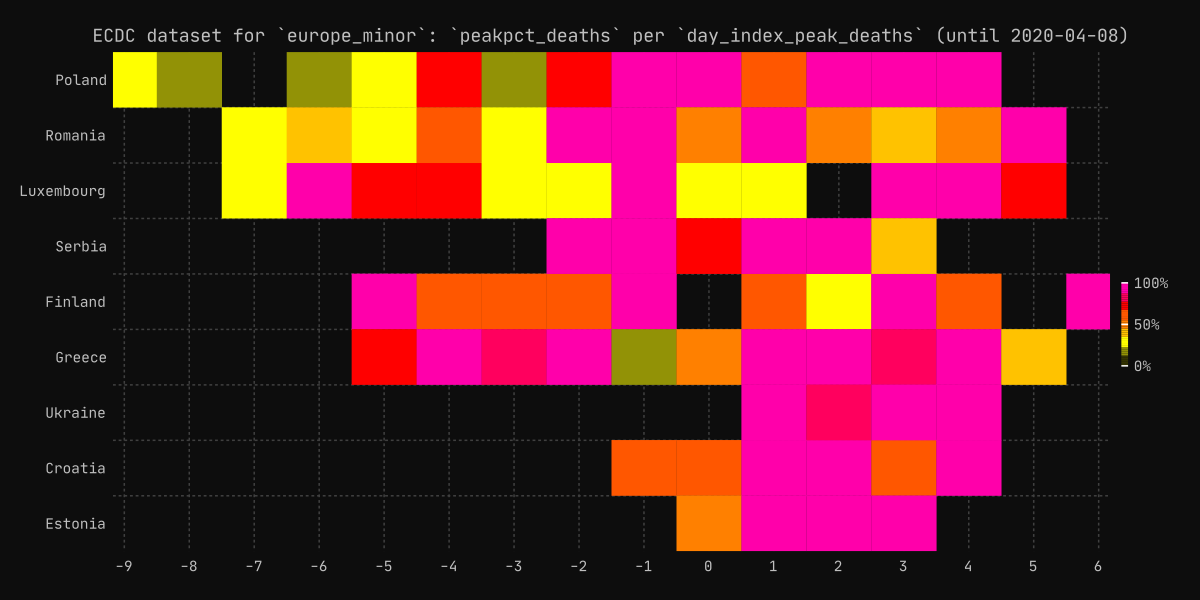 ECDC dataset for `europe_minor`: `peakpct_deaths` per `day_index_peak_deaths` (until 2020-04-08)
Poland
Romania
Luxembourg
Serbia
Finland
Greece
Ukraine
Croatia
Estonia
100%
50%
0%
-9 -8 -7 -6 -5 -4 -3 -2 -1 0 1 2 3 4 5 6